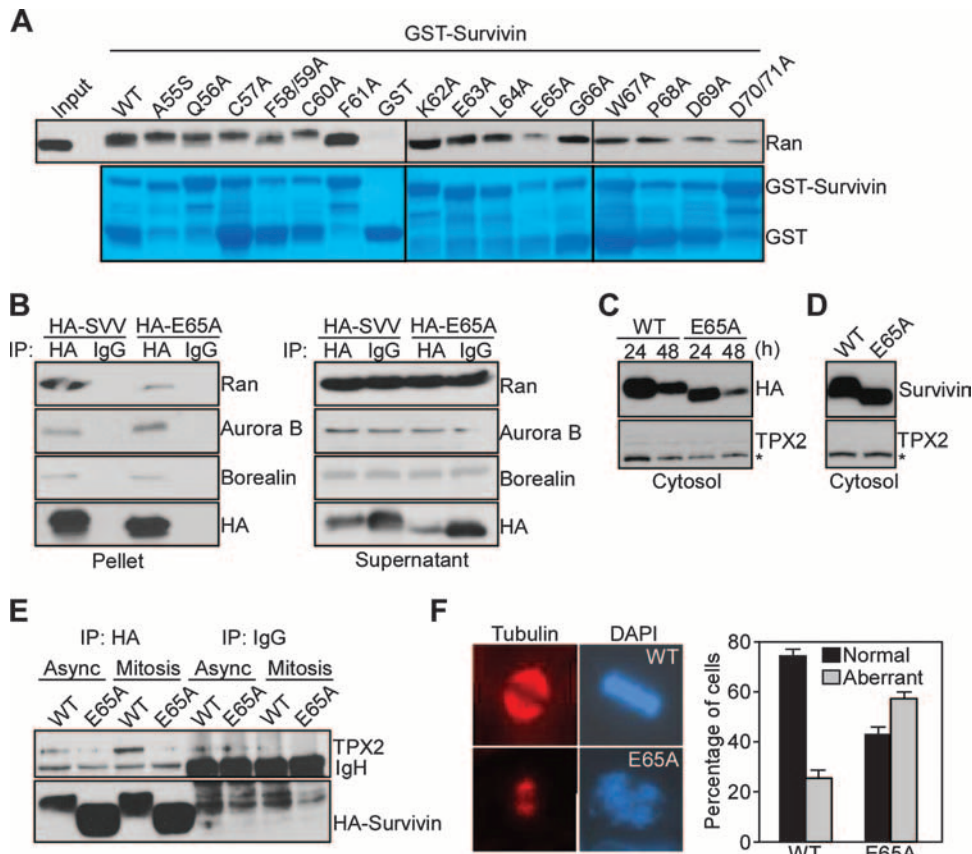 A
GST-Survivin
Input WT A55S Q56A C57A F58/59A C60A F61A GST K62A E63A L64A E65A G66A W67A P68A D69A D70/71A
Ran
GST-Survivin
GST
B
HA-SVV HA-E65A HA-SVV HA-E65A
IP: HA IgG HA IgG IP: HA IgG HA IgG
Ran Ran
Aurora B Aurora B
Borealin Borealin
HA HA
Pellet Supernatant
C
WT E65A
24 48 24 48 (h)
HA
TPX2
*
Cytosol
D
WT E65A
Survivin
TPX2
*
Cytosol
E
IP: HA IP: IgG
Async Mitosis Async Mitosis
WT E65A WT E65A WT E65A WT E65A
TPX2
IgH
HA-Survivin
F
Tubulin DAPI
WT
E65A
Percentage of cells
80
60
40
20
0
Normal
Aberrant
WT E65A